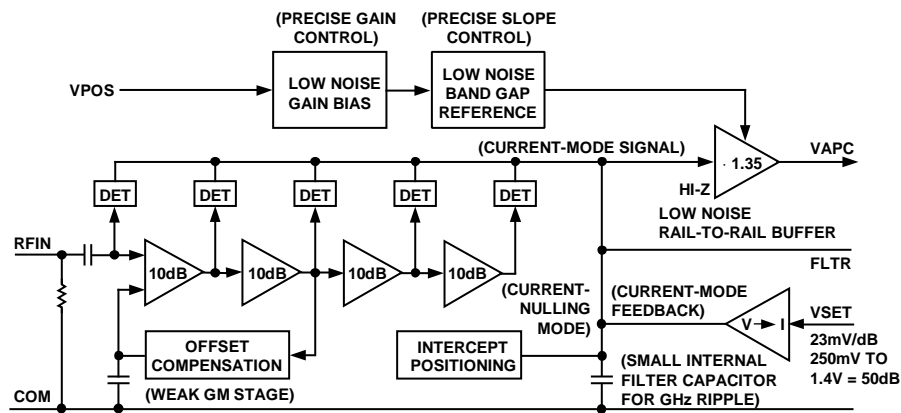 (PRECISE GAIN
CONTROL)
(PRECISE SLOPE
CONTROL)
VPOS
LOW NOISE
GAIN BIAS
LOW NOISE
BAND GAP
REFERENCE
(CURRENT-MODE SIGNAL)
· 1.35
VAPC
HI-Z
DET
DET
DET
DET
DET
LOW NOISE
RAIL-TO-RAIL BUFFER
RFIN
10dB
10dB
10dB
10dB
FLTR
(CURRENT-
NULLING
MODE)
(CURRENT-MODE
FEEDBACK)
V
I
VSET
23mV/dB
250mV TO
1.4V = 50dB
OFFSET
COMPENSATION
INTERCEPT
POSITIONING
(SMALL INTERNAL
FILTER CAPACITOR
FOR GHz RIPPLE)
COM
(WEAK GM STAGE)